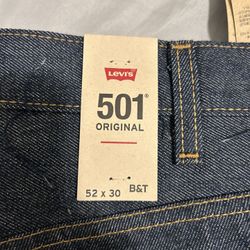 Levi's
501®
ORIGINAL
52 x 30 B&T